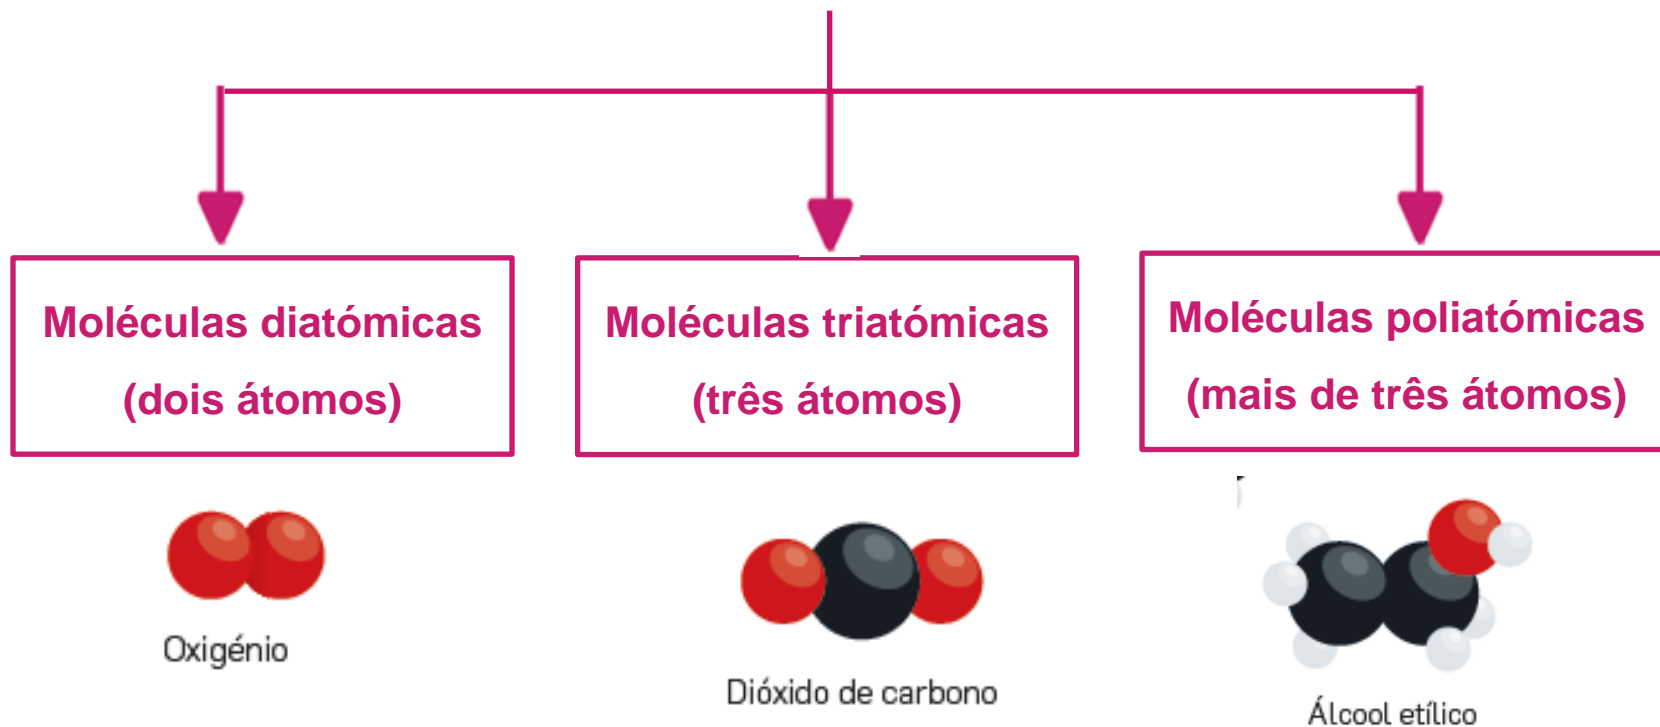 Moléculas diatómicas
(dois átomos)
Moléculas triatómicas
(três átomos)
Moléculas poliatómicas
(mais de três átomos)
Oxigénio
Dióxido de carbono
Álcool etílico